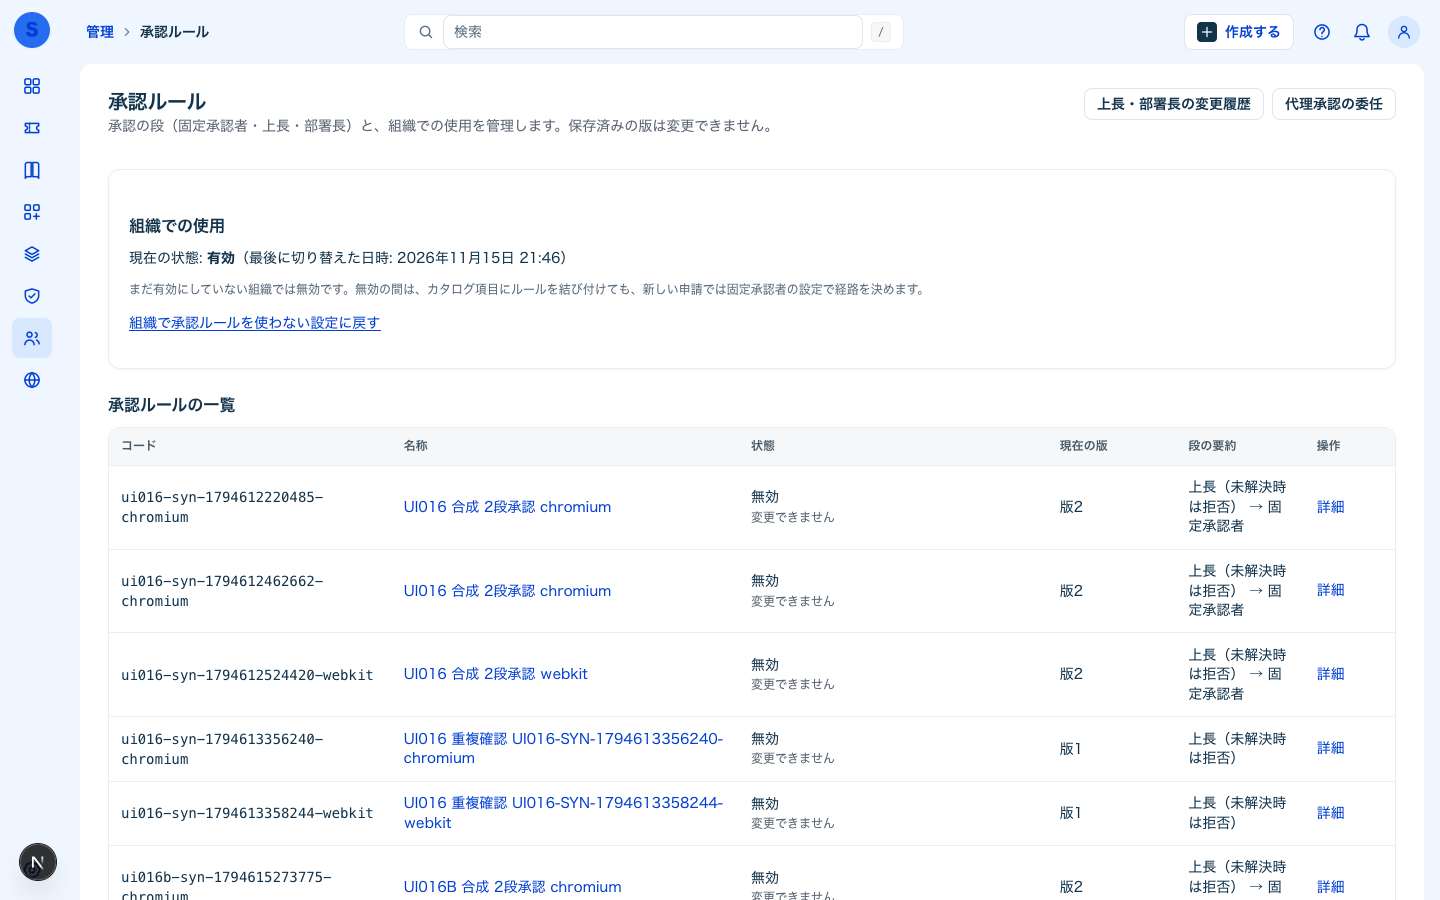 S
管理 > 承認ルール
検索
/
作成する
承認ルール
上長・部署長の変更履歴
代理承認の委任
承認の段（固定承認者・上長・部署長）と、組織での使用を管理します。保存済みの版は変更できません。
組織での使用
現在の状態: 有効（最後に切り替えた日時: 2026年11月15日 21:46）
まだ有効にしていない組織では無効です。無効の間は、カタログ項目にルールを結び付けても、新しい申請では固定承認者の設定で経路を決めます。
組織で承認ルールを使わない設定に戻す
承認ルールの一覧
コード 名称 状態 現在の版 段の要約 操作
ui016-syn-1794612220485-
chromium
UI016 合成 2段承認 chromium
無効
変更できません
版2
上長（未解決時
は拒否） → 固
定承認者
詳細
ui016-syn-1794612462662-
chromium
UI016 合成 2段承認 chromium
無効
変更できません
版2
上長（未解決時
は拒否） → 固
定承認者
詳細
ui016-syn-1794612524420-webkit
UI016 合成 2段承認 webkit
無効
変更できません
版2
上長（未解決時
は拒否） → 固
定承認者
詳細
ui016-syn-1794613356240-
chromium
UI016 重複確認 UI016-SYN-1794613356240-
chromium
無効
変更できません
版1
上長（未解決時
は拒否）
詳細
ui016-syn-1794613358244-webkit
UI016 重複確認 UI016-SYN-1794613358244-
webkit
無効
変更できません
版1
上長（未解決時
は拒否）
詳細
ui016b-syn-1794615273775-
chromium
UI016B 合成 2段承認 chromium
無効
変更できません
版2
上長（未解決時
は拒否） → 固
詳細
N